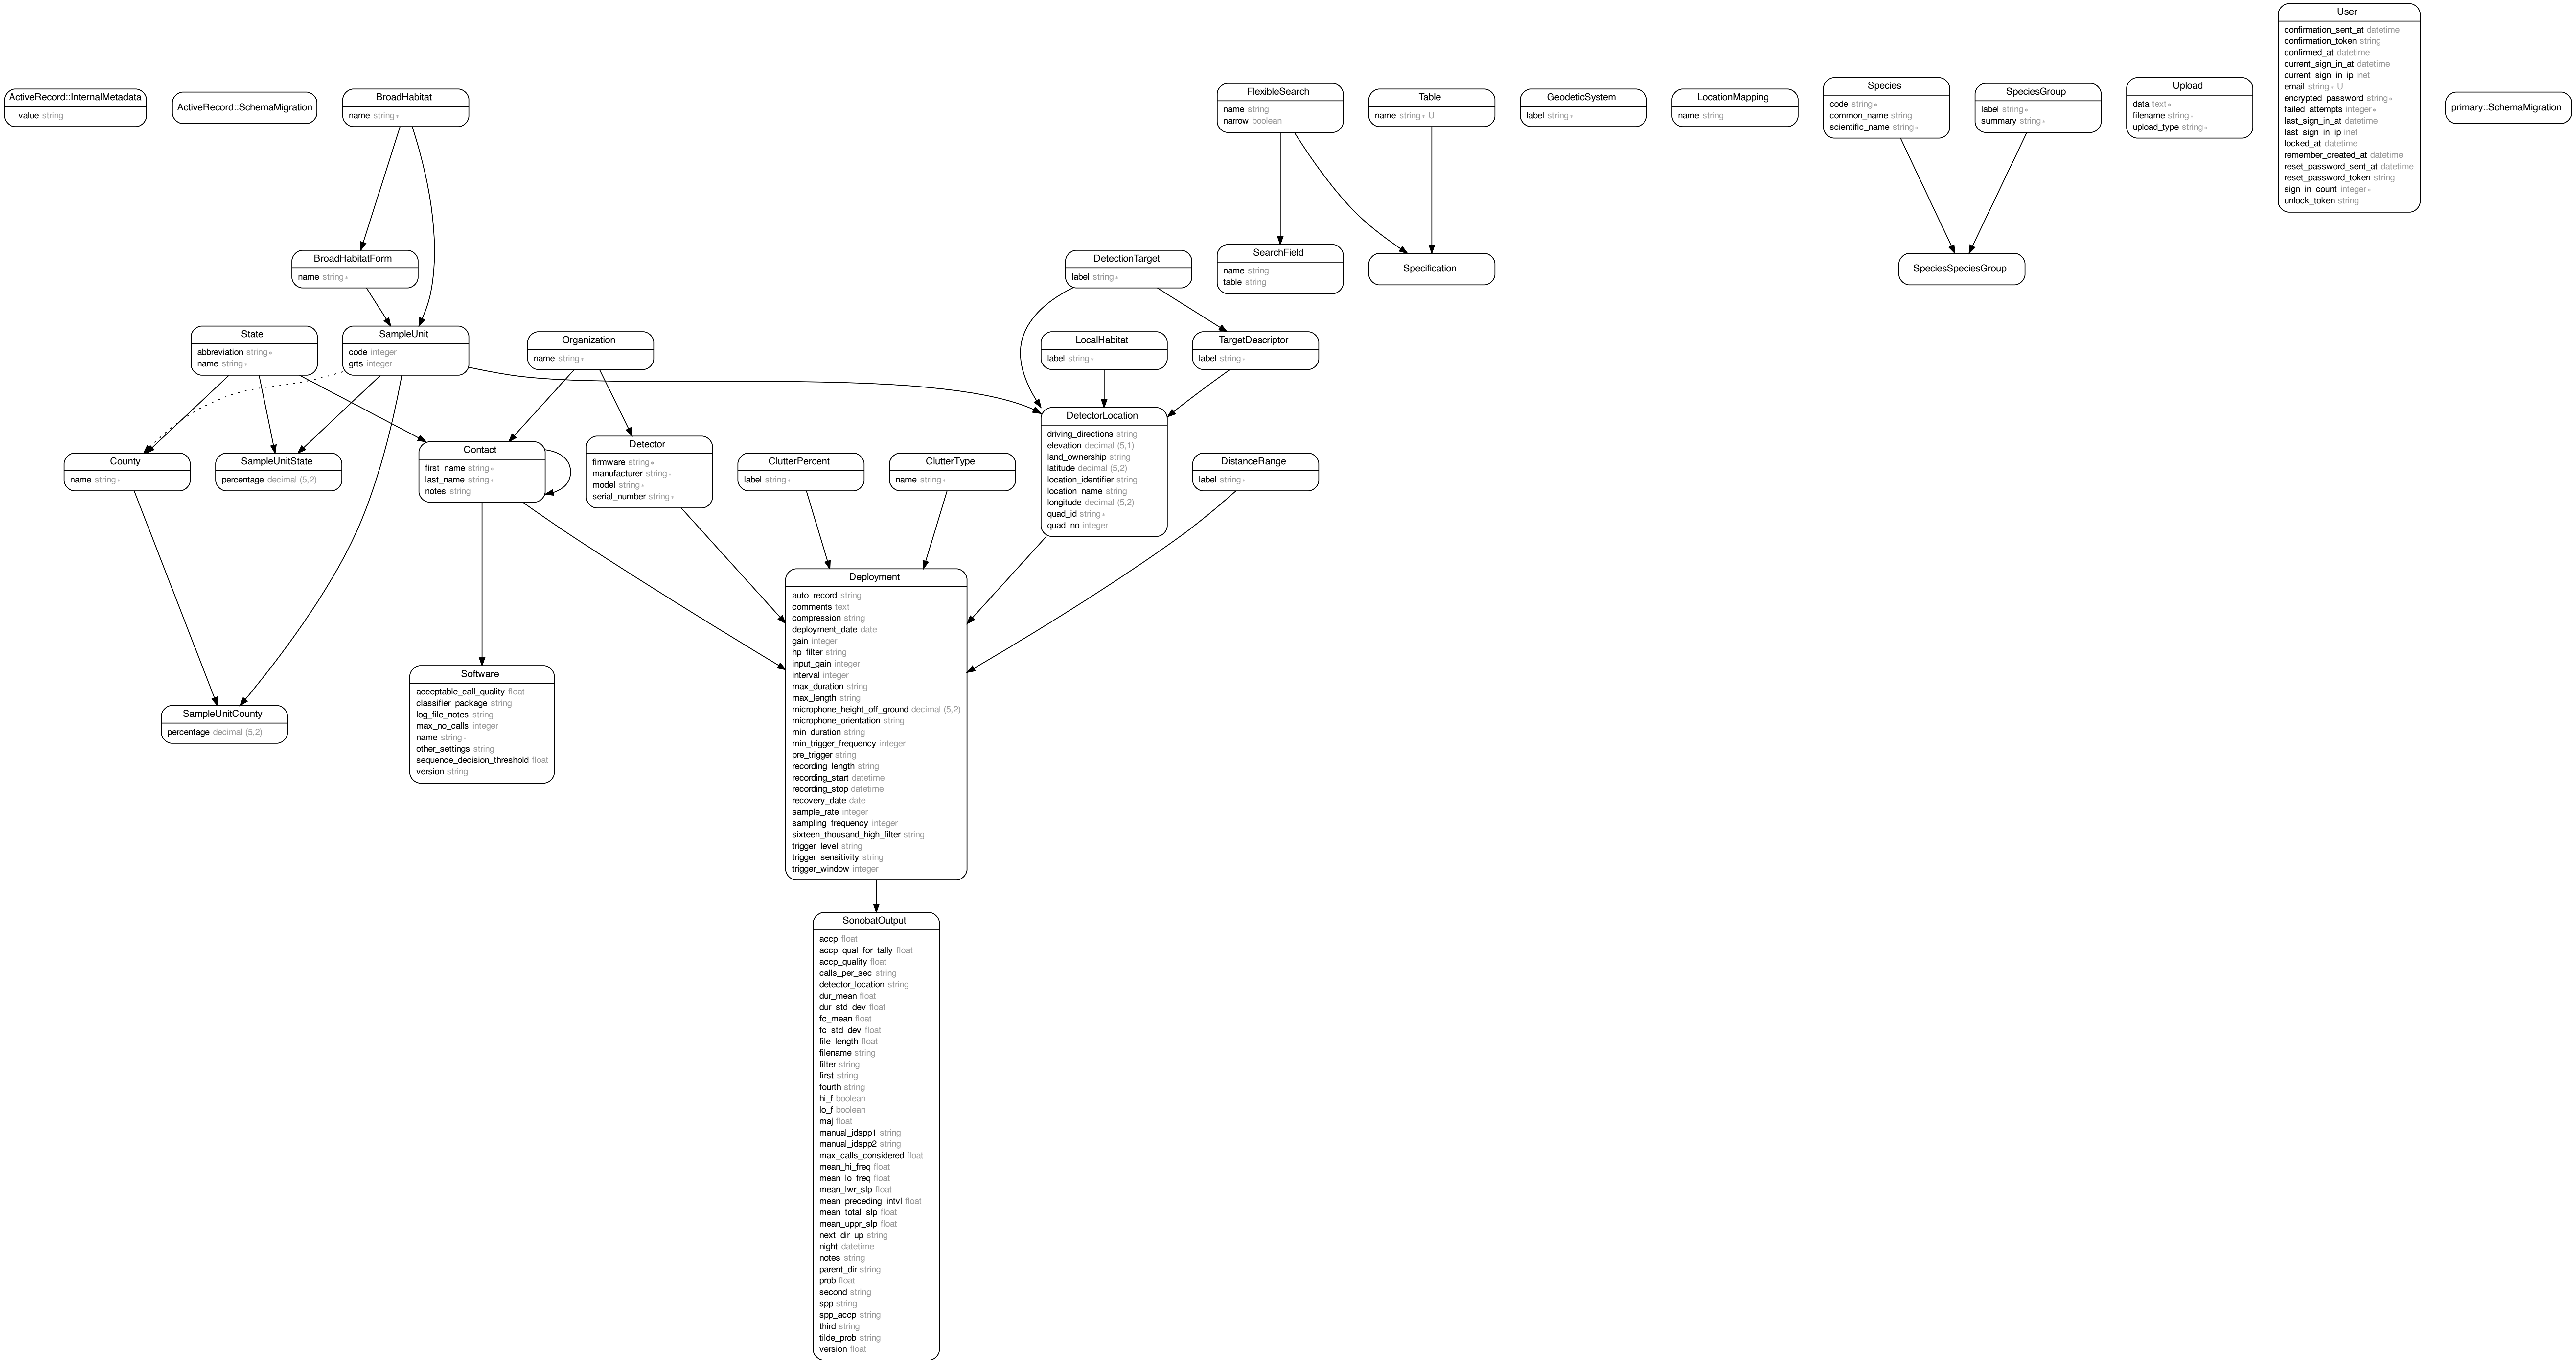 User
confirmation_sent_at datetime
confirmation_token string
confirmed_at datetime
current_sign_in_at datetime
current_sign_in_ip inet
email string∗ U
encrypted_password string∗
failed_attempts integer∗
last_sign_in_at datetime
last_sign_in_ip inet
locked_at datetime
remember_created_at datetime
reset_password_sent_at datetime
reset_password_token string
sign_in_count integer∗
unlock_token string
ActiveRecord::InternalMetadata
value string
ActiveRecord::SchemaMigration
BroadHabitat
name string∗
FlexibleSearch
name string
narrow boolean
Table
name string∗ U
GeodeticSystem
label string∗
LocationMapping
name string
Species
code string∗
common_name string
scientific_name string∗
SpeciesGroup
label string∗
summary string∗
Upload
data text∗
filename string∗
upload_type string∗
primary::SchemaMigration
BroadHabitatForm
name string∗
DetectionTarget
label string∗
SearchField
name string
table string
Specification
SpeciesSpeciesGroup
State
abbreviation string∗
name string∗
SampleUnit
code integer
grts integer
Organization
name string∗
LocalHabitat
label string∗
TargetDescriptor
label string∗
County
name string∗
SampleUnitState
percentage decimal (5,2)
Contact
first_name string∗
last_name string∗
notes string
Detector
firmware string∗
manufacturer string∗
model string∗
serial_number string∗
ClutterPercent
label string∗
ClutterType
name string∗
DetectorLocation
driving_directions string
elevation decimal (5,1)
land_ownership string
latitude decimal (5,2)
location_identifier string
location_name string
longitude decimal (5,2)
quad_id string∗
quad_no integer
DistanceRange
label string∗
SampleUnitCounty
percentage decimal (5,2)
Software
acceptable_call_quality float
classifier_package string
log_file_notes string
max_no_calls integer
name string∗
other_settings string
sequence_decision_threshold float
version string
Deployment
auto_record string
comments text
compression string
deployment_date date
gain integer
hp_filter string
input_gain integer
interval integer
max_duration string
max_length string
microphone_height_off_ground decimal (5,2)
microphone_orientation string
min_duration string
min_trigger_frequency integer
pre_trigger string
recording_length string
recording_start datetime
recording_stop datetime
recovery_date date
sample_rate integer
sampling_frequency integer
sixteen_thousand_high_filter string
trigger_level string
trigger_sensitivity string
trigger_window integer
SonobatOutput
accp float
accp_qual_for_tally float
accp_quality float
calls_per_sec string
detector_location string
dur_mean float
dur_std_dev float
fc_mean float
fc_std_dev float
file_length float
filename string
filter string
first string
fourth string
hi_f boolean
lo_f boolean
maj float
manual_idspp1 string
manual_idspp2 string
max_calls_considered float
mean_hi_freq float
mean_lo_freq float
mean_lwr_slp float
mean_preceding_intvl float
mean_total_slp float
mean_uppr_slp float
next_dir_up string
night datetime
notes string
parent_dir string
prob float
second string
spp string
spp_accp string
third string
tilde_prob string
version float